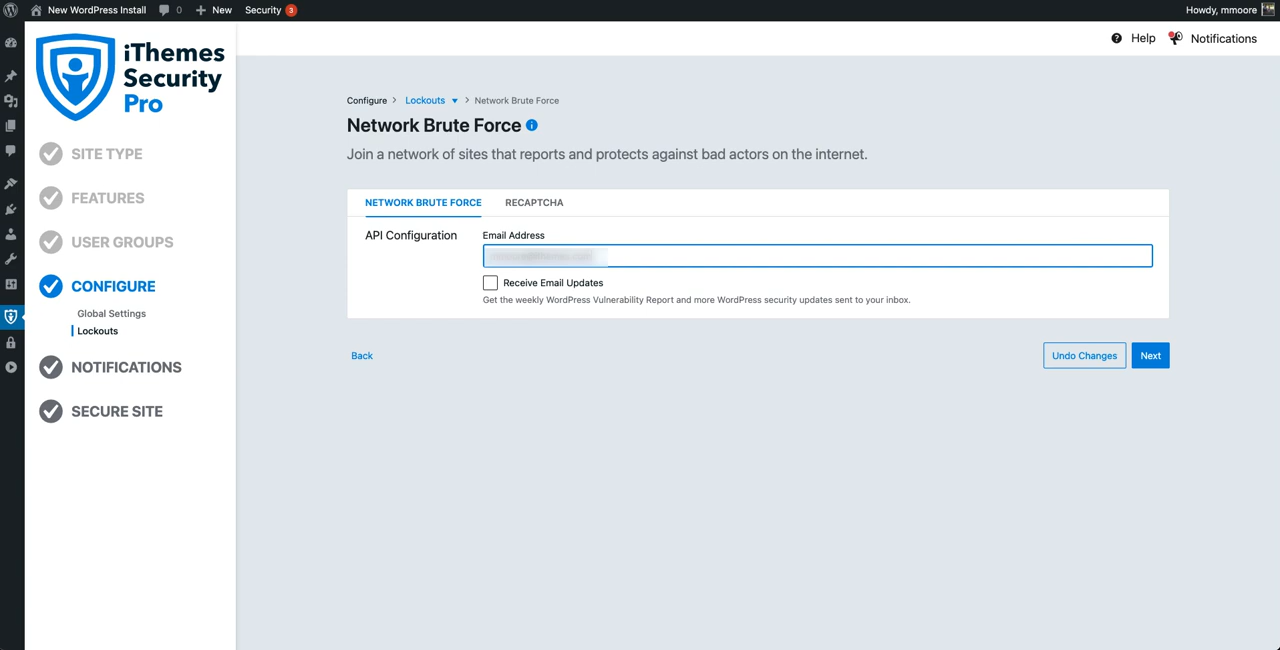 New WordPress Install
0
New
Security
3
Howdy, mmoore
iThemes
Security
Pro
SITE TYPE
FEATURES
USER GROUPS
CONFIGURE
Global Settings
Lockouts
NOTIFICATIONS
SECURE SITE
Help
Notifications
Configure > Lockouts > Network Brute Force
Network Brute Force
Join a network of sites that reports and protects against bad actors on the internet.
NETWORK BRUTE FORCE
RECAPTCHA
API Configuration
Email Address
Receive Email Updates
Get the weekly WordPress Vulnerability Report and more WordPress security updates sent to your inbox.
Back
Undo Changes
Next